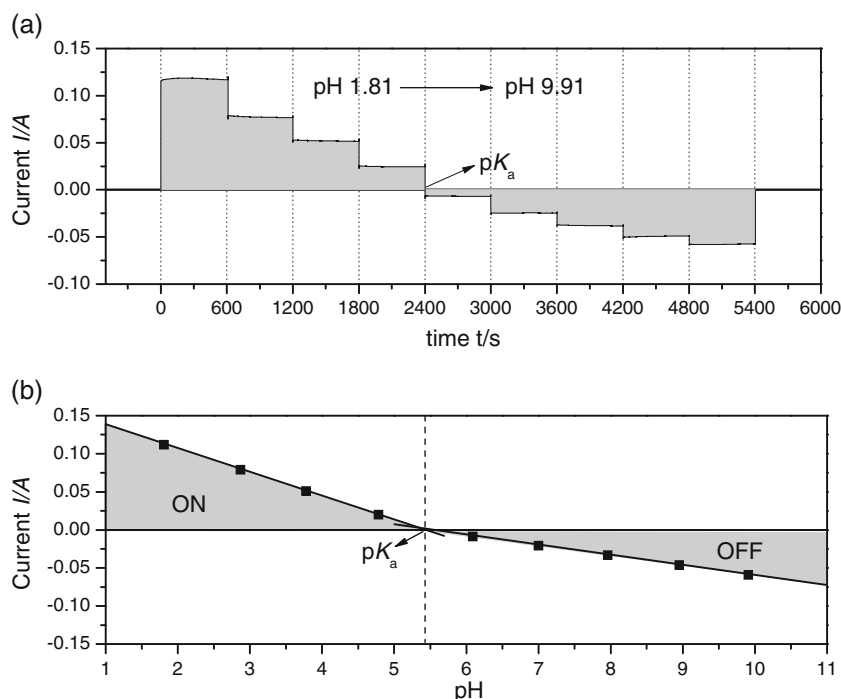 (a)
0.15
0.10
0.05
0.00
-0.05
-0.10
Current I/A
pH 1.81 pH 9.91
pKa
0 600 1200 1800 2400 3000 3600 4200 4800 5400 6000
time t/s
(b)
0.15
0.10
0.05
0.00
-0.05
-0.10
-0.15
Current I/A
ON
pKa
OFF
1 2 3 4 5 6 7 8 9 10 11
pH